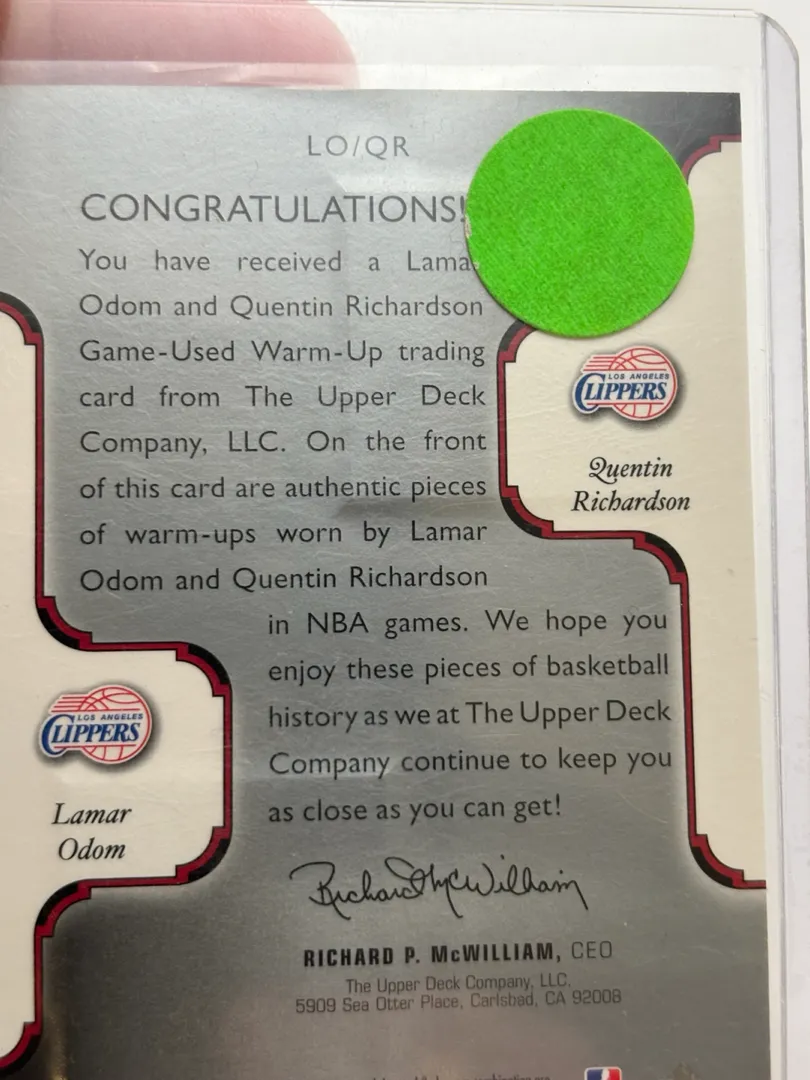 LO/QR
CONGRATULATIONS!
You have received a Lama
Odom and Quentin Richardson
Game-Used Warm-Up trading
card from The Upper Deck
Company, LLC. On the front
of this card are authentic pieces
of warm-ups worn by Lamar
Odom and Quentin Richardson
in NBA games. We hope you
enjoy these pieces of basketball
history as we at The Upper Deck
Company continue to keep you
as close as you can get!
LOS ANGELES
CLIPPERS
Quentin
Richardson
LOS ANGELES
CLIPPERS
Lamar
Odom
Richard McWilliam
RICHARD P. McWILLIAM, CEO
The Upper Deck Company, LLC.
5909 Sea Otter Place, Carlsbad, CA 92008